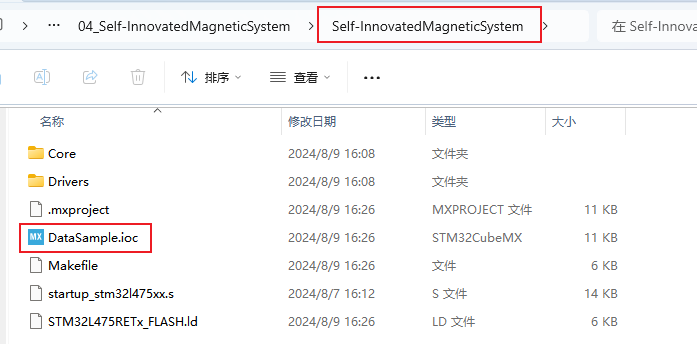 ··· 04_Self-InnovatedMagneticSystem > Self-InnovatedMagneticSystem > 在 Self-Innova
排序 查看 ···
名称 修改日期 类型 大小
Core 2024/8/9 16:08 文件夹
Drivers 2024/8/9 16:08 文件夹
.mxproject 2024/8/9 16:26 MXPROJECT 文件 11 KB
MX DataSample.ioc 2024/8/9 16:26 STM32CubeMX 11 KB
Makefile 2024/8/9 16:26 文件 6 KB
startup_stm32l475xx.s 2024/8/7 16:12 S 文件 14 KB
STM32L475RETx_FLASH.ld 2024/8/9 16:26 LD 文件 6 KB